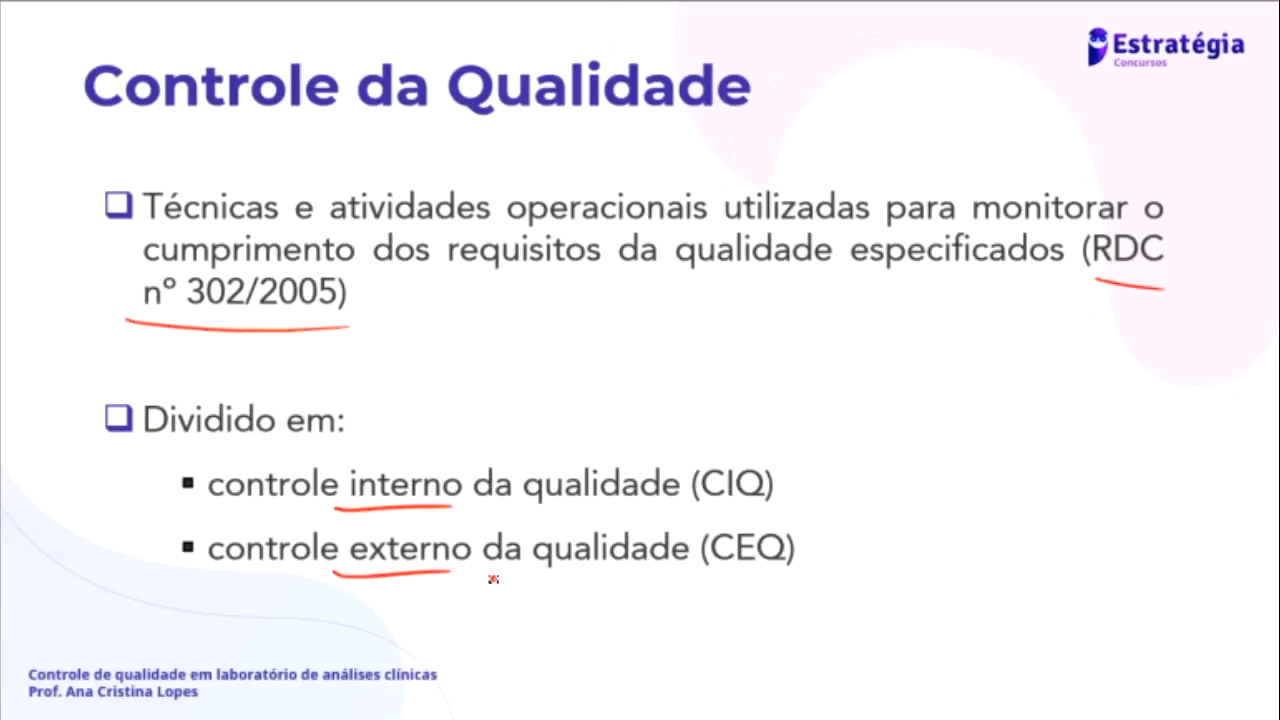 Estratégia
Concursos
Controle da Qualidade
Técnicas e atividades operacionais utilizadas para monitorar o
cumprimento dos requisitos da qualidade especificados (RDC
nº 302/2005)
Dividido em:
controle interno da qualidade (CIQ)
controle externo da qualidade (CEQ)
Controle de qualidade em laboratório de análises clínicas
Prof. Ana Cristina Lopes